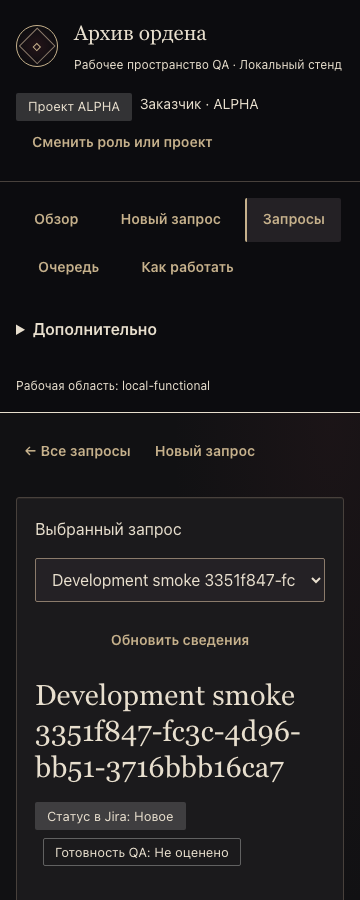 Архив ордена
Рабочее пространство QA · Локальный стенд
Проект ALPHA
Заказчик · ALPHA
Сменить роль или проект
Обзор
Новый запрос
Запросы
Очередь
Как работать
Дополнительно
Рабочая область: local-functional
← Все запросы
Новый запрос
Выбранный запрос
Development smoke 3351f847-fc
Обновить сведения
Development smoke
3351f847-fc3c-4d96-
bb51-3716bbb16ca7
Статус в Jira: Новое
Готовность QA: Не оценено